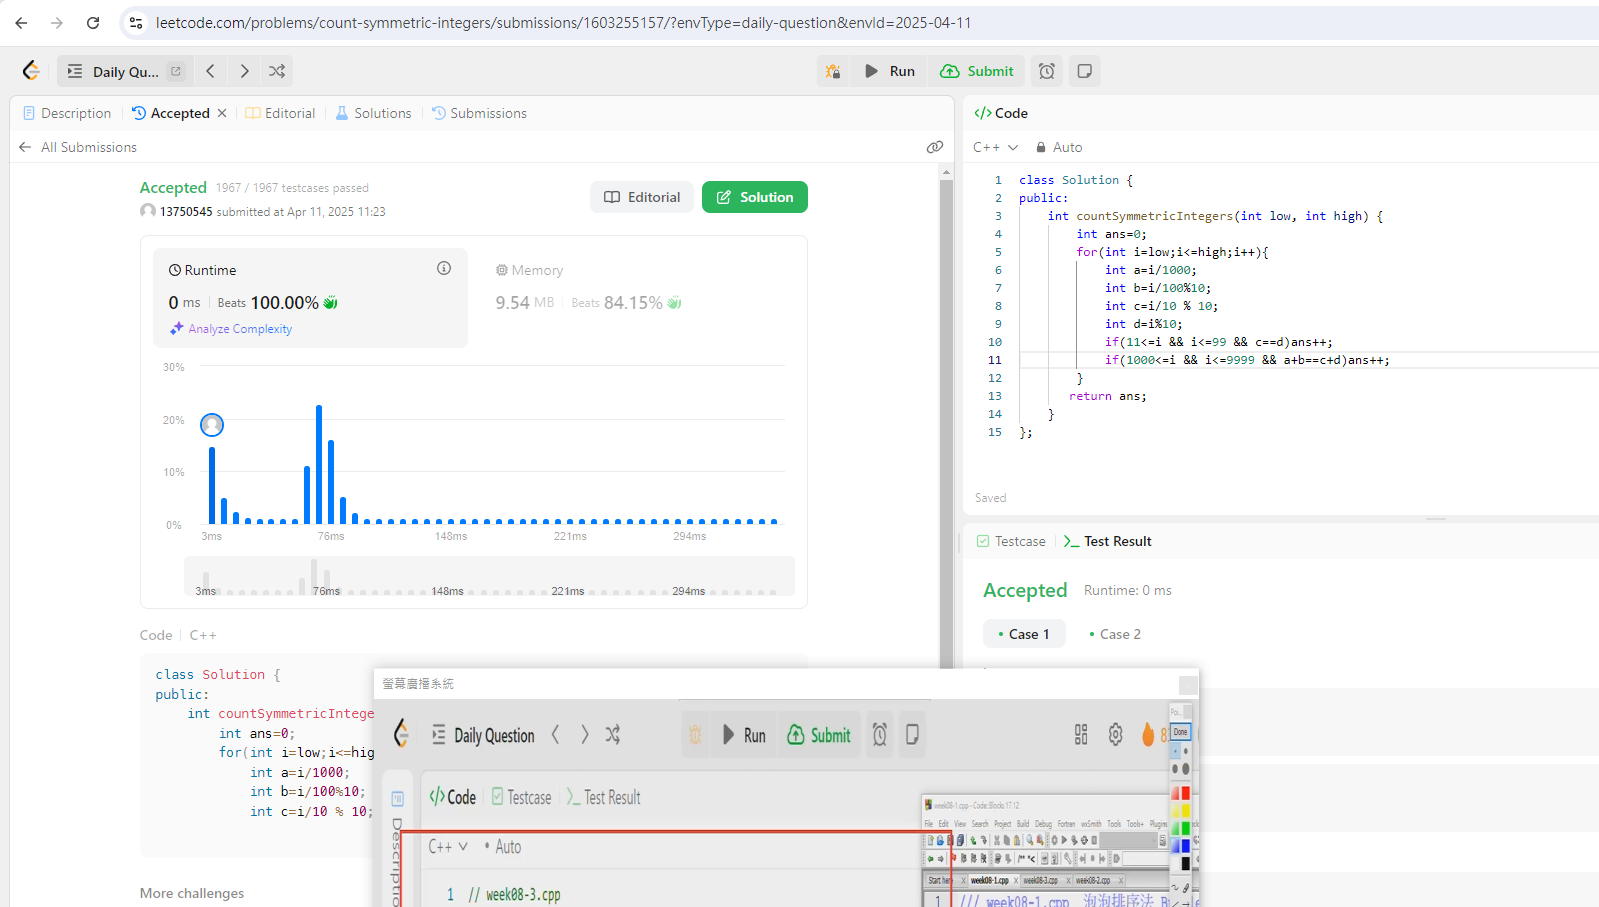 leetcode.com/problems/count-symmetric-integers/submissions/1603255157/?envType=daily-question&envId=2025-04-11
Daily Qu...
Run
Submit
Description
Accepted
Editorial
Solutions
Submissions
All Submissions
Accepted 1967 / 1967 testcases passed
13750545 submitted at Apr 11, 2025 11:23
Editorial
Solution
Runtime
0 ms Beats 100.00%
Analyze Complexity
Memory
9.54 MB Beats 84.15%
30%
20%
10%
0%
3ms 76ms 148ms 221ms 294ms
3ms 76ms 148ms 221ms 294ms
Code C++
class Solution {
public:
int countSymmetricIntege
int ans=0;
for(int i=low;i<=hig
int a=i/1000;
int b=i/100%10;
int c=i/10 % 10;
More challenges
Code
C++ Auto
1 class Solution {
2 public:
3 int countSymmetricIntegers(int low, int high) {
4 int ans=0;
5 for(int i=low;i<=high;i++){
6 int a=i/1000;
7 int b=i/100%10;
8 int c=i/10 % 10;
9 int d=i%10;
10 if(11<=i && i<=99 && c==d)ans++;
11 if(1000<=i && i<=9999 && a+b==c+d)ans++;
12 }
13 return ans;
14 }
15 };
Saved
Testcase
Test Result
Accepted Runtime: 0 ms
Case 1
Case 2
螢幕廣播系統
Daily Question
Run
Submit
8
Done
Code
Testcase
Test Result
Descriptio
C++ Auto
1 // week08-3.cpp
week08-1.cpp - Code::Blocks 17.12
File Edit View Search Project Build Debug Fortran wxSmith Tools Tools+ Plugins
Start here week08-1.cpp week08-3.cpp week08-2.cpp
1 /// week08-1.cpp 泡泡排序法